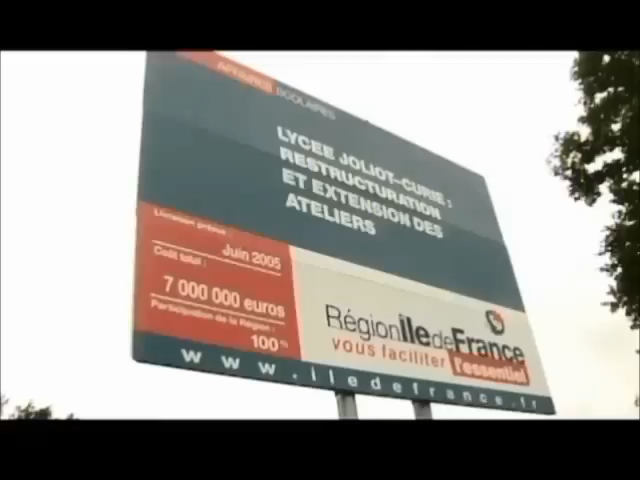 AFFAIRES SCOLAIRES
LYCEE JOLIOT-CURIE :
RESTRUCTURATION
ET EXTENSION DES
ATELIERS
Livraison prévue :
Juin 2005
Coût total :
7 000 000 euros
Participation de la Région :
100 %
RégionîledeFrance
vous faciliter l'essentiel
www.iledefrance.fr